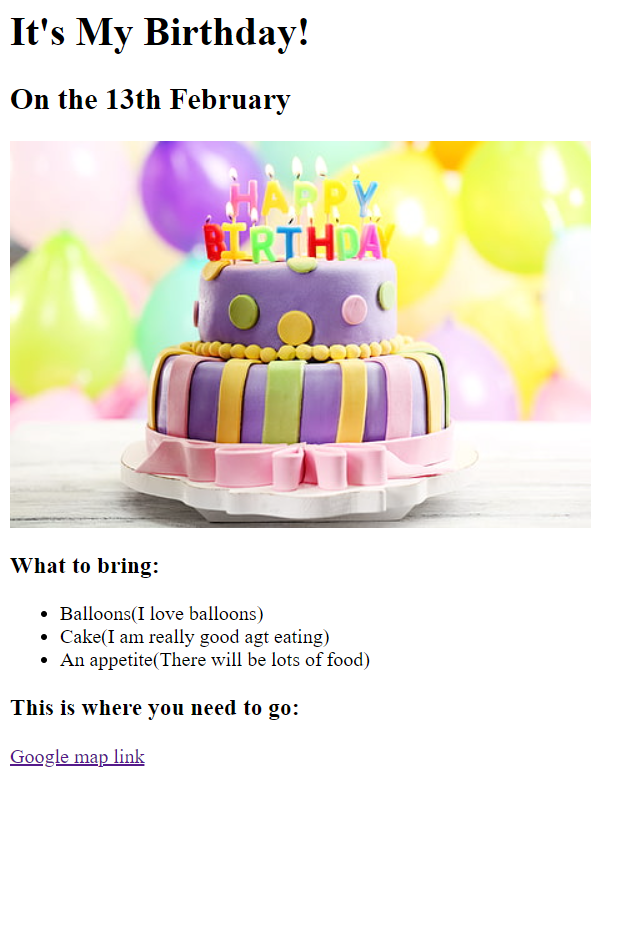 It's My Birthday!
On the 13th February
HAPPY
BIRTHDAY
What to bring:
Balloons(I love balloons)
Cake(I am really good agt eating)
An appetite(There will be lots of food)
This is where you need to go:
Google map link